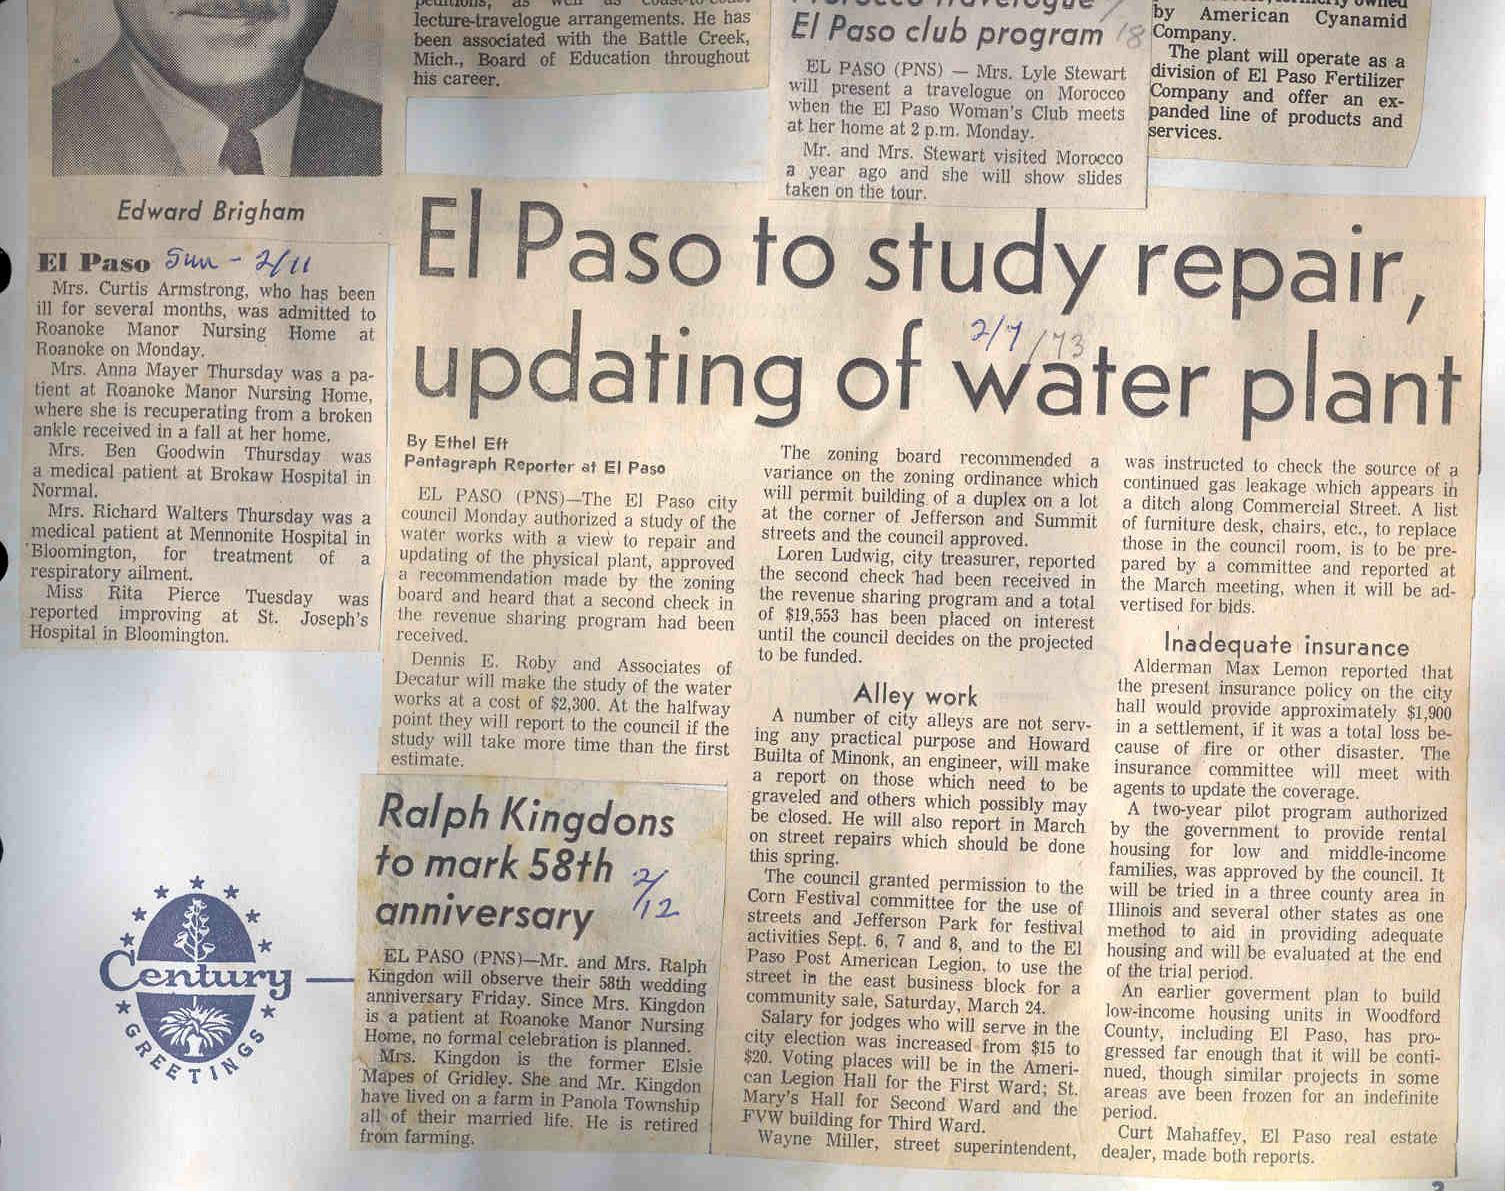 lecture-travelogue arrangements. He has
been associated with the Battle Creek,
Mich., Board of Education throughout
his career.
El Paso club program 18
EL PASO (PNS) — Mrs. Lyle Stewart
will present a travelogue on Morocco
when the El Paso Woman's Club meets
at her home at 2 p.m. Monday.
Mr. and Mrs. Stewart visited Morocco
a year ago and she will show slides
taken on the tour.
by American Cyanamid
Company.
The plant will operate as a
division of El Paso Fertilizer
Company and offer an ex-
panded line of products and
services.
Edward Brigham
El Paso Sun - 2/11
Mrs. Curtis Armstrong, who has been
ill for several months, was admitted to
Roanoke Manor Nursing Home at
Roanoke on Monday.
Mrs. Anna Mayer Thursday was a pa-
tient at Roanoke Manor Nursing Home,
where she is recuperating from a broken
ankle received in a fall at her home.
Mrs. Ben Goodwin Thursday was
a medical patient at Brokaw Hospital in
Normal.
Mrs. Richard Walters Thursday was a
medical patient at Mennonite Hospital in
Bloomington, for treatment of a
respiratory ailment.
Miss Rita Pierce Tuesday was
reported improving at St. Joseph's
Hospital in Bloomington.
El Paso to study repair,
updating of water plant
2/7/73
By Ethel Eft
Pantagraph Reporter at El Paso
EL PASO (PNS)—The El Paso city
council Monday authorized a study of the
water works with a view to repair and
updating of the physical plant, approved
a recommendation made by the zoning
board and heard that a second check in
the revenue sharing program had been
received.
Dennis E. Roby and Associates of
Decatur will make the study of the water
works at a cost of $2,300. At the halfway
point they will report to the council if the
study will take more time than the first
estimate.
The zoning board recommended a
variance on the zoning ordinance which
will permit building of a duplex on a lot
at the corner of Jefferson and Summit
streets and the council approved.
Loren Ludwig, city treasurer, reported
the second check had been received in
the revenue sharing program and a total
of $19,553 has been placed on interest
until the council decides on the projected
to be funded.
Alley work
A number of city alleys are not serv-
ing any practical purpose and Howard
Builta of Minonk, an engineer, will make
a report on those which need to be
graveled and others which possibly may
be closed. He will also report in March
on street repairs which should be done
this spring.
The council granted permission to the
Corn Festival committee for the use of
streets and Jefferson Park for festival
activities Sept. 6, 7 and 8, and to the El
Paso Post American Legion, to use the
street in the east business block for a
community sale, Saturday, March 24.
Salary for judges who will serve in the
city election was increased from $15 to
$20. Voting places will be in the Ameri-
can Legion Hall for the First Ward; St.
Mary's Hall for Second Ward and the
FVW building for Third Ward.
Wayne Miller, street superintendent,
was instructed to check the source of a
continued gas leakage which appears in
a ditch along Commercial Street. A list
of furniture desk, chairs, etc., to replace
those in the council room, is to be pre-
pared by a committee and reported at
the March meeting, when it will be ad-
vertised for bids.
Inadequate insurance
Alderman Max Lemon reported that
the present insurance policy on the city
hall would provide approximately $1,900
in a settlement, if it was a total loss be-
cause of fire or other disaster. The
insurance committee will meet with
agents to update the coverage.
A two-year pilot program authorized
by the government to provide rental
housing for low and middle-income
families, was approved by the council. It
will be tried in a three county area in
Illinois and several other states as one
method to aid in providing adequate
housing and will be evaluated at the end
of the trial period.
An earlier goverment plan to build
low-income housing units in Woodford
County, including El Paso, has pro-
gressed far enough that it will be conti-
nued, though similar projects in some
areas ave been frozen for an indefinite
period.
Curt Mahaffey, El Paso real estate
dealer, made both reports.
Ralph Kingdons
to mark 58th
anniversary
2/12
EL PASO (PNS)—Mr. and Mrs. Ralph
Kingdon will observe their 58th wedding
anniversary Friday. Since Mrs. Kingdon
is a patient at Roanoke Manor Nursing
Home, no formal celebration is planned.
Mrs. Kingdon is the former Elsie
Mapes of Gridley. She and Mr. Kingdon
have lived on a farm in Panola Township
all of their married life. He is retired
from farming.
Century
GREETINGS